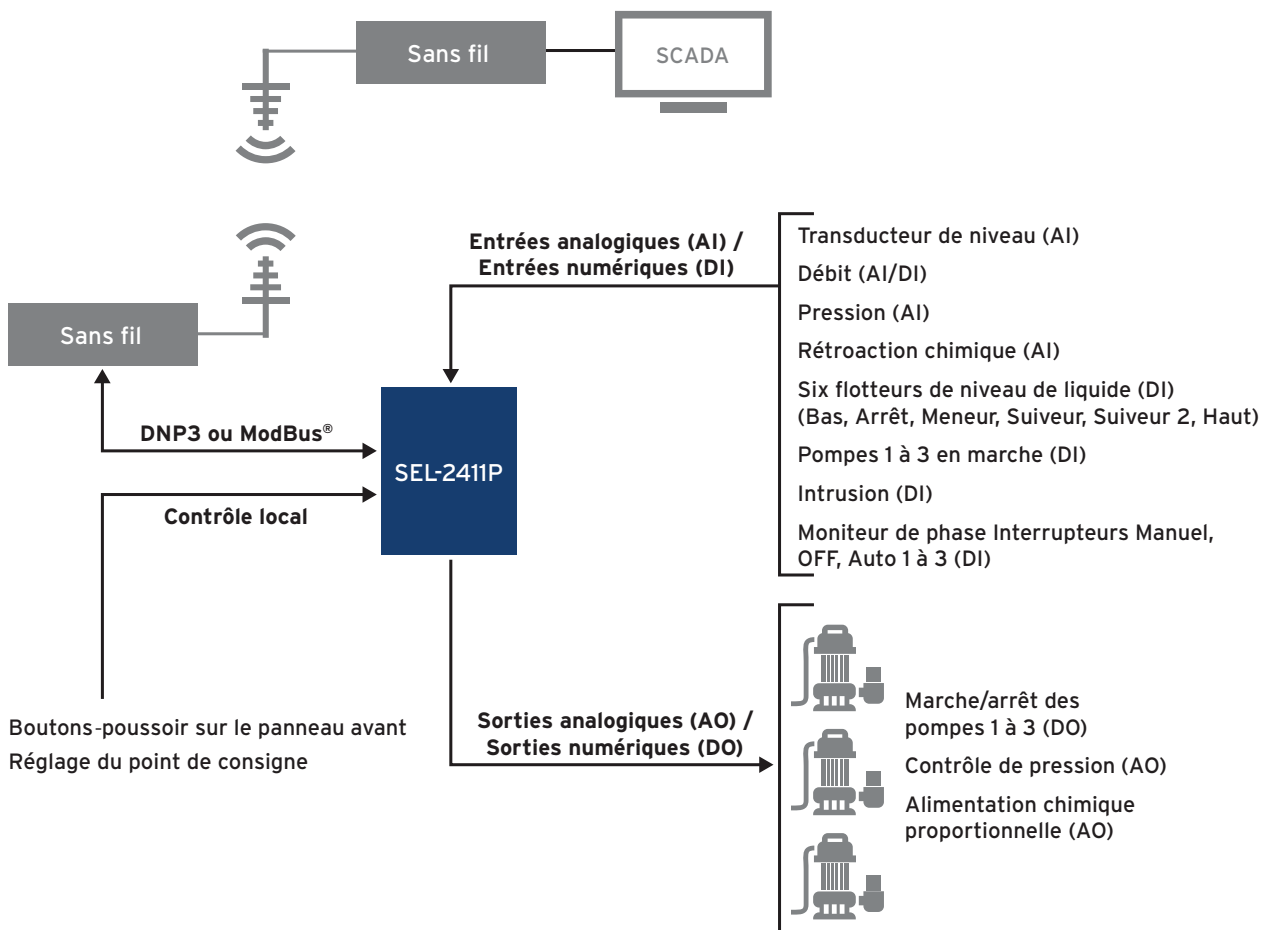 Sans fil
SCADA
Sans fil
DNP3 ou ModBus®
Contrôle local
Boutons-poussoir sur le panneau avant
Réglage du point de consigne
SEL-2411P
Entrées analogiques (AI) /
Entrées numériques (DI)
Transducteur de niveau (AI)
Débit (AI/DI)
Pression (AI)
Rétroaction chimique (AI)
Six flotteurs de niveau de liquide (DI)
(Bas, Arrêt, Meneur, Suiveur, Suiveur 2, Haut)
Pompes 1 à 3 en marche (DI)
Intrusion (DI)
Moniteur de phase Interrupteurs Manuel,
OFF, Auto 1 à 3 (DI)
Sorties analogiques (AO) /
Sorties numériques (DO)
Marche/arrêt des
pompes 1 à 3 (DO)
Contrôle de pression (AO)
Alimentation chimique
proportionnelle (AO)